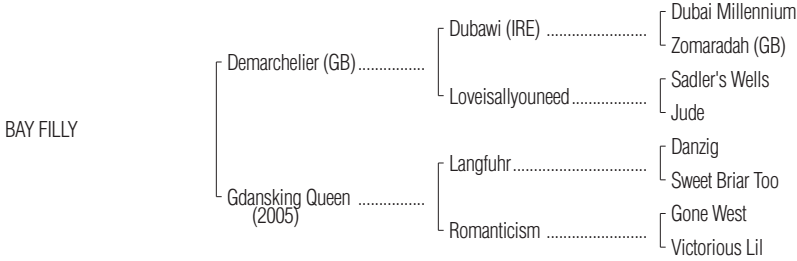 Dubai Millennium
Dubawi (IRE) ........................
Zomaradah (GB)
Demarchelier (GB)................
Sadler's Wells
Loveisallyouneed..................
Jude
BAY FILLY
Danzig
Langfuhr................................
Sweet Briar Too
Gdansking Queen ................
(2005)
Gone West
Romanticism ........................
Victorious Lil